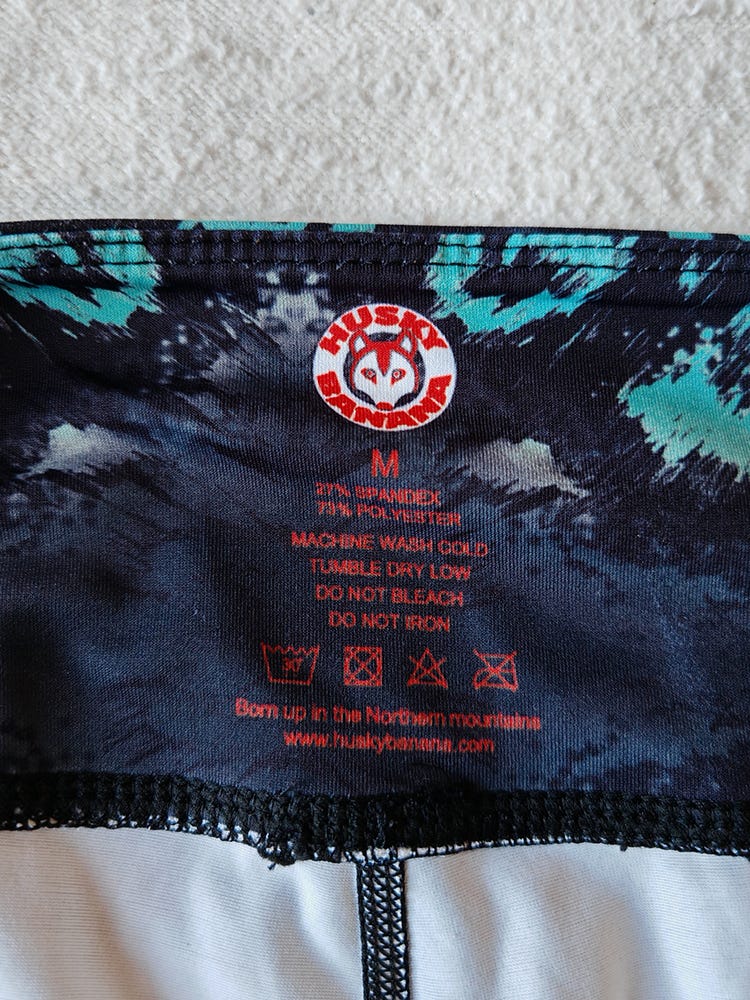 HUSKY
BANANA
M
27% SPANDEX
73% POLYESTER
MACHINE WASH COLD
TUMBLE DRY LOW
DO NOT BLEACH
DO NOT IRON
30°
Born up in the Northern mountains
www.huskybanana.com